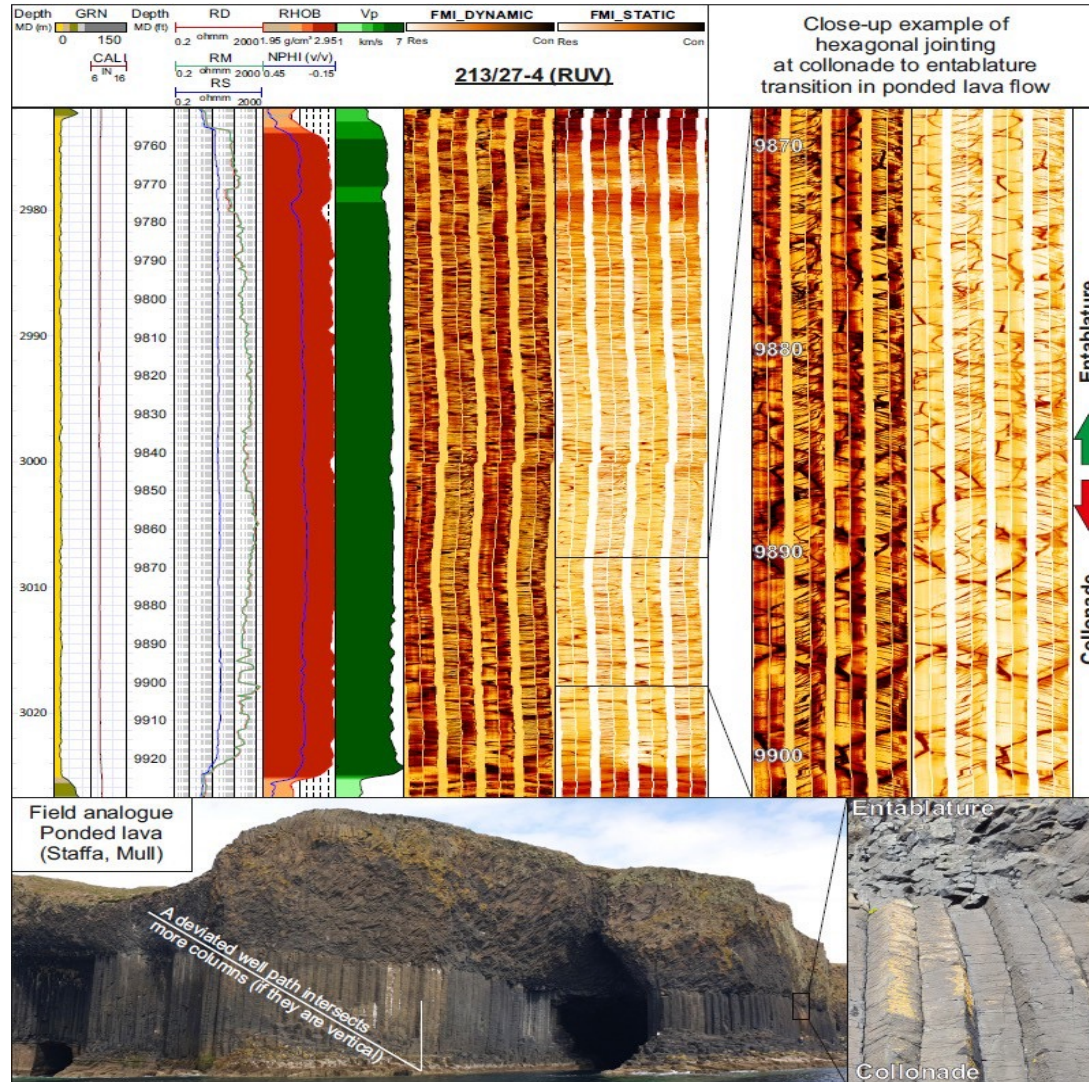 Depth
MD (m)
GRN
0 150
CAL
IN
6 16
Depth
MD (ft)
RD
0.2 ohmm 2000
RM
0.2 ohmm 2000
RS
0.2 ohmm 2000
RHOB
1.95 g/cm³ 2.95
NPHI (v/v)
0.45 -0.15
Vp
1 km/s 7
FMI_DYNAMIC
Res Con
FMI_STATIC
Res Con
213/27-4 (RUV)
Close-up example of
hexagonal jointing
at collonade to entablature
transition in ponded lava flow
2980
2990
3000
3010
3020
9760
9770
9780
9790
9800
9810
9820
9830
9840
9850
9860
9870
9880
9890
9900
9910
9920
9870
9880
9890
9900
Entablature
Collonade
Field analogue
Ponded lava
(Staffa, Mull)
A deviated well path intersects
more columns (if they are vertical)
Entablature
Collonade